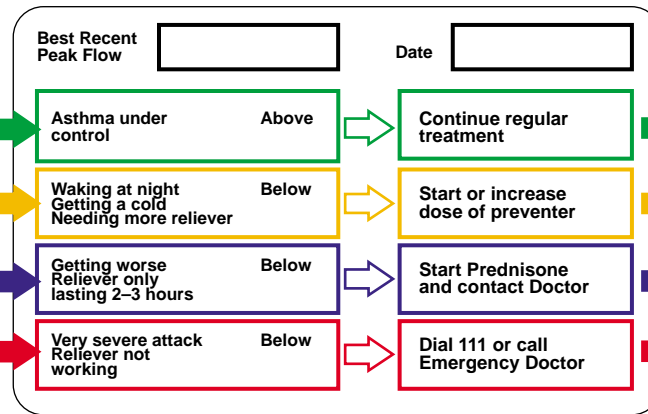 Best Recent
Peak Flow
Date
Asthma under Above
control
Continue regular
treatment
Waking at night Below
Getting a cold
Needing more reliever
Start or increase
dose of preventer
Getting worse Below
Reliever only
lasting 2–3 hours
Start Prednisone
and contact Doctor
Very severe attack Below
Reliever not
working
Dial 111 or call
Emergency Doctor